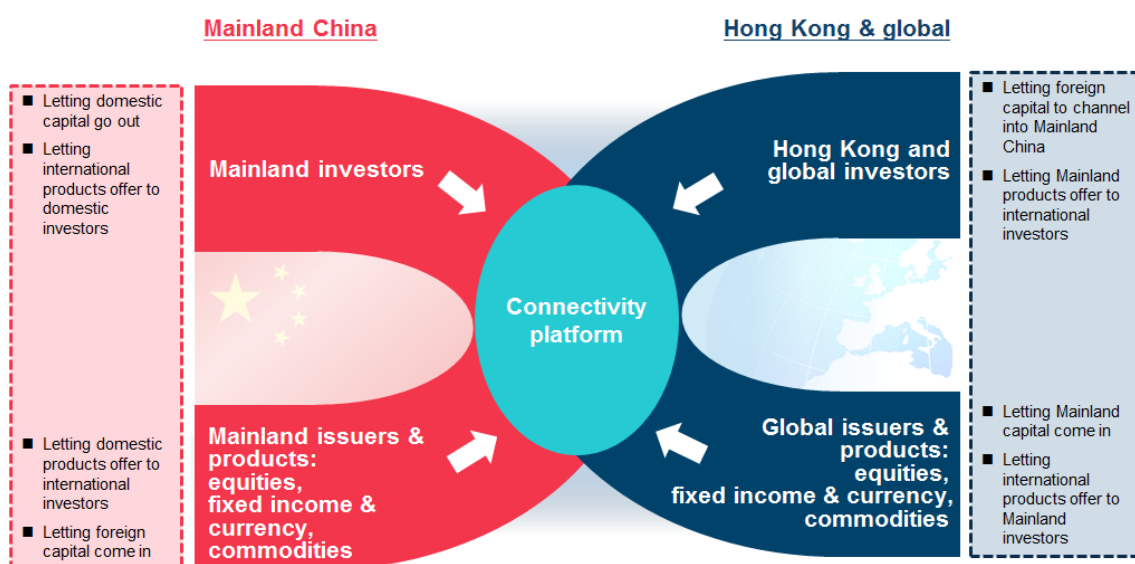 Mainland China
Hong Kong & global
■ Letting domestic
capital go out
■ Letting
international
products offer to
domestic
investors
■ Letting domestic
products offer to
international
investors
■ Letting foreign
capital come in
Mainland investors
Mainland issuers &
products:
equities,
fixed income &
currency,
commodities
Connectivity
platform
Hong Kong and
global investors
Global issuers &
products:
equities,
fixed income & currency,
commodities
■ Letting foreign
capital to channel
into Mainland
China
■ Letting Mainland
products offer to
international
investors
■ Letting Mainland
capital come in
■ Letting
international
products offer to
Mainland
investors